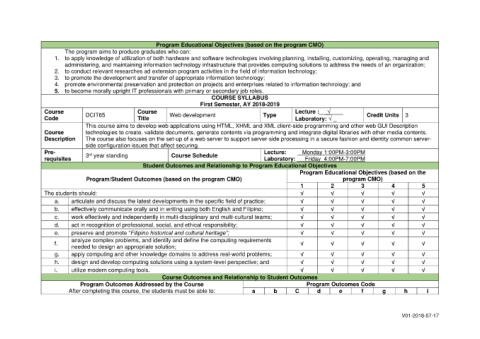 Program Educational Objectives (based on the program CMO)
The program aims to produce graduates who can:
1. to apply knowledge of utilization of both hardware and software technologies involving planning, installing, customizing, operating, managing and
administering, and maintaining information technology infrastructure that provides computing solutions to address the needs of an organization;
2. to conduct relevant researches ad extension program activities in the field of information technology;
3. to promote the development and transfer of appropriate information technology;
4. promote environmental preservation and protection on projects and enterprises related to information technology; and
5. to become morally upright IT professionals with primary or secondary job roles.
COURSE SYLLABUS
First Semester, AY 2018-2019
Course Code DCIT65 Course Title Web development Type Lecture : __√__ Laboratory: _√_ Credit Units 3
Course Description This course aims to develop web applications using HTML, XHML and XML client-side programming and other web GUI Description
technologies to create, validate documents, generate contents via programming and integrate digital libraries with other media contents.
The course also focuses on the set-up of a web server to support server-side processing in a secure fashion and identity common server-
side configuration issues that affect securing.
Pre-requisites 3rd year standing Course Schedule Lecture: Monday 1:00PM-3:00PM
Laboratory: Friday 4:00PM-7:00PM
Student Outcomes and Relationship to Program Educational Objectives
Program/Student Outcomes (based on the program CMO) Program Educational Objectives (based on the program CMO)
1 2 3 4 5
The students should: √ √ √ √ √
a. articulate and discuss the latest developments in the specific field of practice; √ √ √ √ √
b. effectively communicate orally and in writing using both English and Filipino; √ √ √ √ √
c. work effectively and independently in multi-disciplinary and multi-cultural teams; √ √ √ √ √
d. act in recognition of professional, social, and ethical responsibility; √ √ √ √ √
e. preserve and promote "Filipino historical and cultural heritage"; √ √ √ √ √
f. analyze complex problems, and identify and define the computing requirements
needed to design an appropriate solution; √ √ √ √ √
g. apply computing and other knowledge domains to address real-world problems; √ √ √ √ √
h. design and develop computing solutions using a system-level perspective; and √ √ √ √ √
i. utilize modern computing tools. √ √ √ √ √
Course Outcomes and Relationship to Student Outcomes
Program Outcomes Addressed by the Course Program Outcomes Code
After completing this course, the students must be able to: a b C d e f g h i
V01-2018-07-17